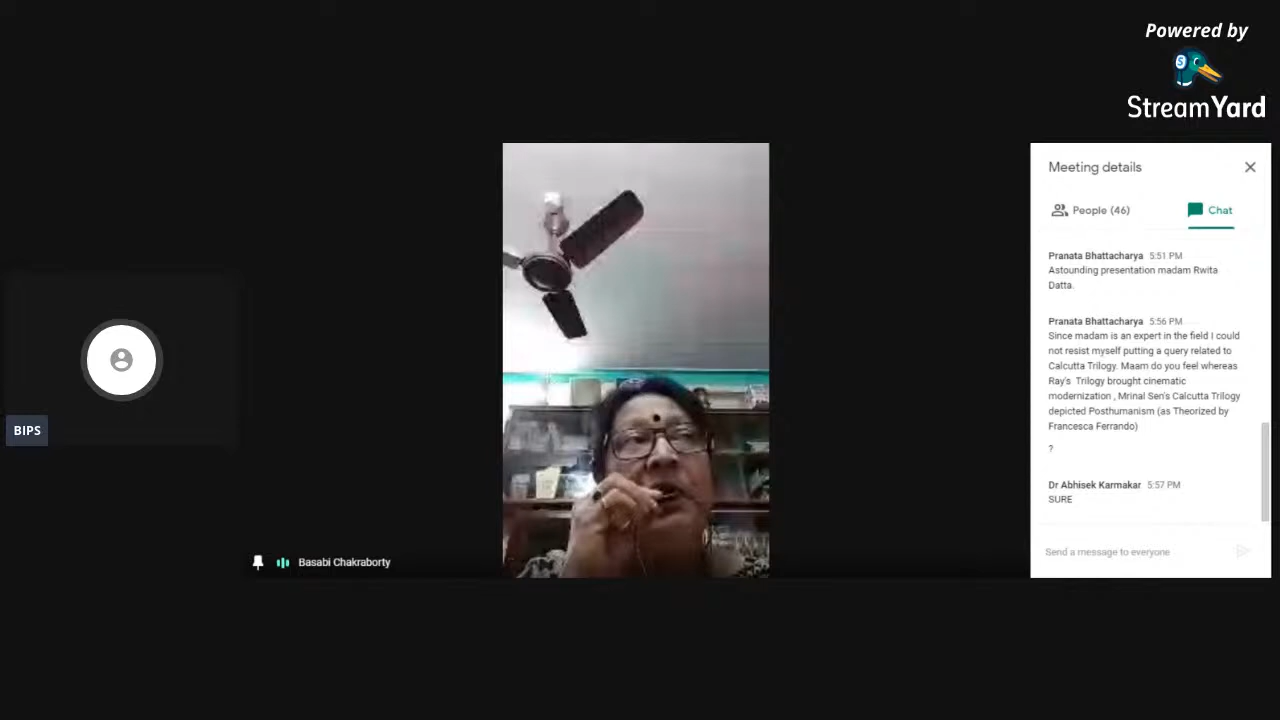 Powered by
S
StreamYard
Meeting details
People (46)
Chat
Pranata Bhattacharya 5:51 PM
Astounding presentation madam Rwita
Datta.
Pranata Bhattacharya 5:56 PM
Since madam is an expert in the field I could
not resist myself putting a query related to
Calcutta Trilogy. Maam do you feel whereas
Ray's Trilogy brought cinematic
modernization , Mrinal Sen's Calcutta Trilogy
depicted Posthumanism (as Theorized by
Francesca Ferrando)
?
Dr Abhisek Karmakar 5:57 PM
SURE
Send a message to everyone
BIPS
Basabi Chakraborty